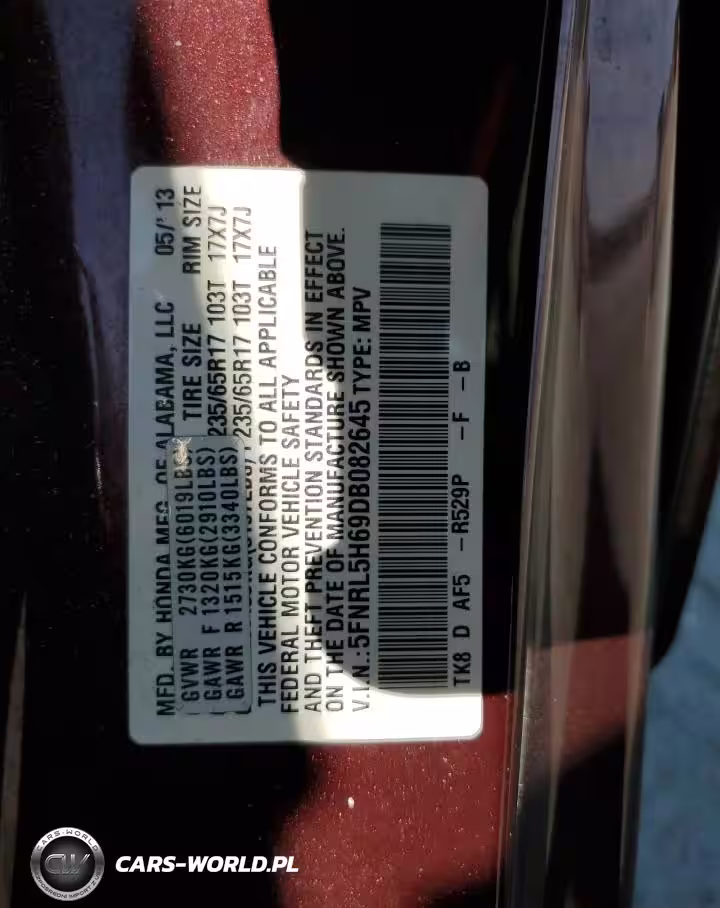 MFD. BY HONDA MFG. OF ALABAMA, LLC 05/'13
GVWR 2730KG(6019LBS) TIRE SIZE RIM SIZE
GAWR F 1320KG(2910LBS) 235/65R17 103T 17X7J
GAWR R 1515KG(3340LBS) 235/65R17 103T 17X7J
THIS VEHICLE CONFORMS TO ALL APPLICABLE
FEDERAL MOTOR VEHICLE SAFETY
AND THEFT PREVENTION STANDARDS IN EFFECT
ON THE DATE OF MANUFACTURE SHOWN ABOVE.
V.I.N.:5FNRL5H69DB082645 TYPE: MPV
TK8 D AF5 -R529P -F -B
CARS-WORLD
CW
CARS-WORLD.PL